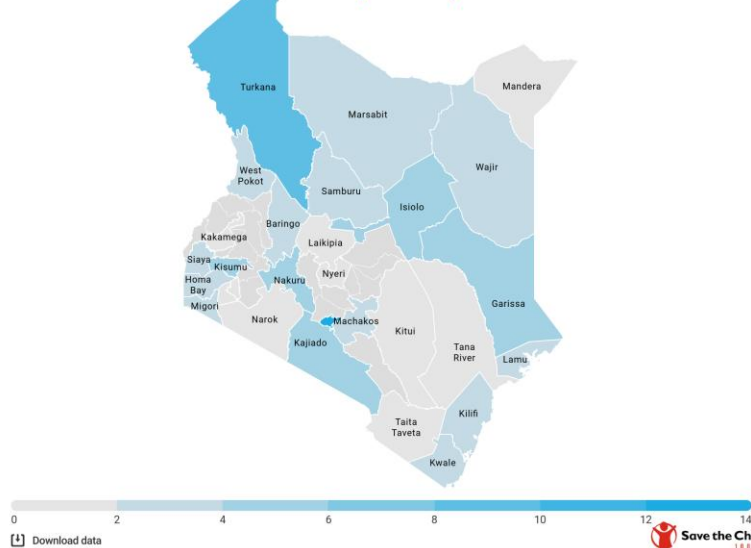 Turkana
Mandera
Marsabit
Wajir
West
Pokot
Samburu
Isiolo
Baringo
Kakamega
Laikipia
Siaya
Kisumu
Nyeri
Nakuru
Homa
Bay
Garissa
Migori
Narok
Machakos
Kitui
Kajiado
Tana
River
Lamu
Kilifi
Taita
Taveta
Kwale
0 2 4 6 8 10 12 14
Download data
Save the Ch